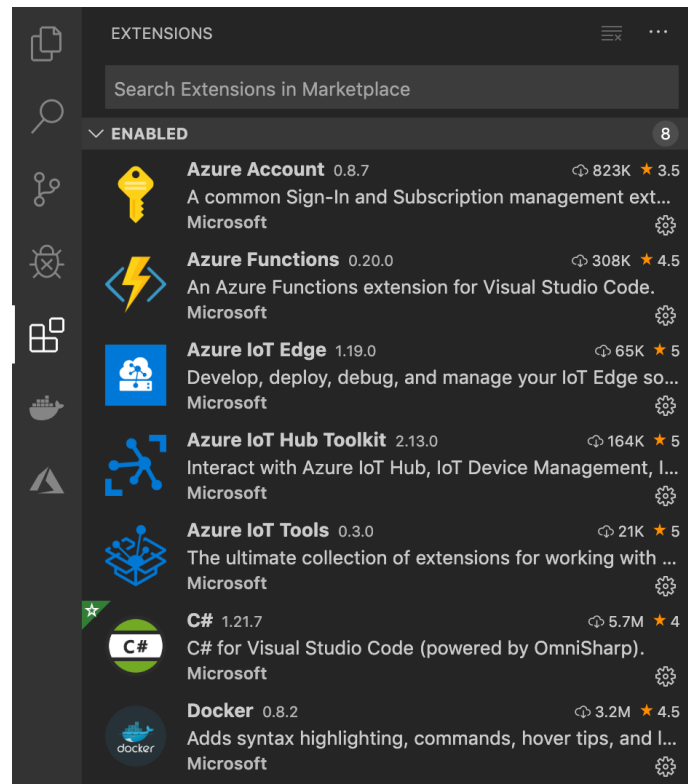 EXTENSIONS
Search Extensions in Marketplace
ENABLED 8
Azure Account 0.8.7 823K ★ 3.5
A common Sign-In and Subscription management ext...
Microsoft
Azure Functions 0.20.0 308K ★ 4.5
An Azure Functions extension for Visual Studio Code.
Microsoft
Azure IoT Edge 1.19.0 65K ★ 5
Develop, deploy, debug, and manage your IoT Edge so...
Microsoft
Azure IoT Hub Toolkit 2.13.0 164K ★ 5
Interact with Azure IoT Hub, IoT Device Management, I...
Microsoft
Azure IoT Tools 0.3.0 21K ★ 5
The ultimate collection of extensions for working with ...
Microsoft
C# 1.21.7 5.7M ★ 4
C#
C# for Visual Studio Code (powered by OmniSharp).
Microsoft
Docker 0.8.2 3.2M ★ 4.5
docker
Adds syntax highlighting, commands, hover tips, and l...
Microsoft